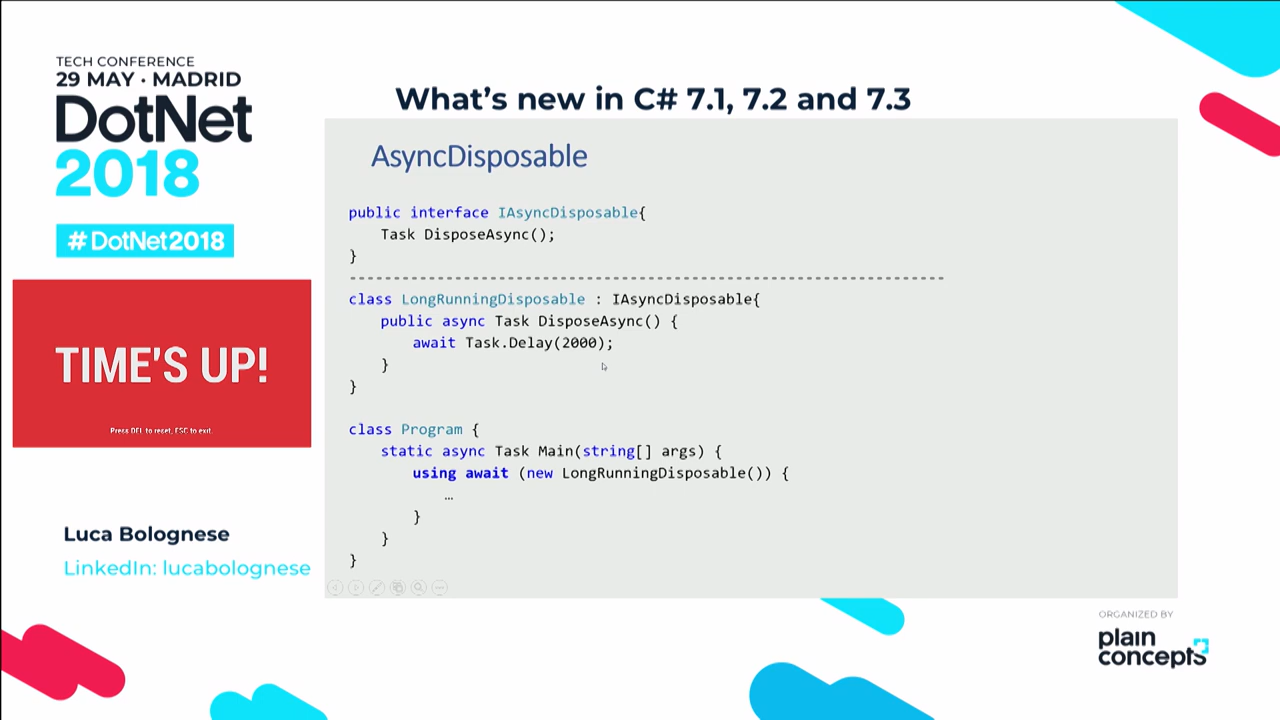 TECH CONFERENCE
29 MAY · MADRID
DotNet
2018
#DotNet2018
TIME'S UP!
Press DEL to reset, ESC to exit.
Luca Bolognese
LinkedIn: lucabolognese
What's new in C# 7.1, 7.2 and 7.3
AsyncDisposable
public interface IAsyncDisposable{
Task DisposeAsync();
}
--------------------------------------------------------------------
class LongRunningDisposable : IAsyncDisposable{
public async Task DisposeAsync() {
await Task.Delay(2000);
}
}
class Program {
static async Task Main(string[] args) {
using await (new LongRunningDisposable()) {
…
}
}
}
ORGANIZED BY
plain
concepts